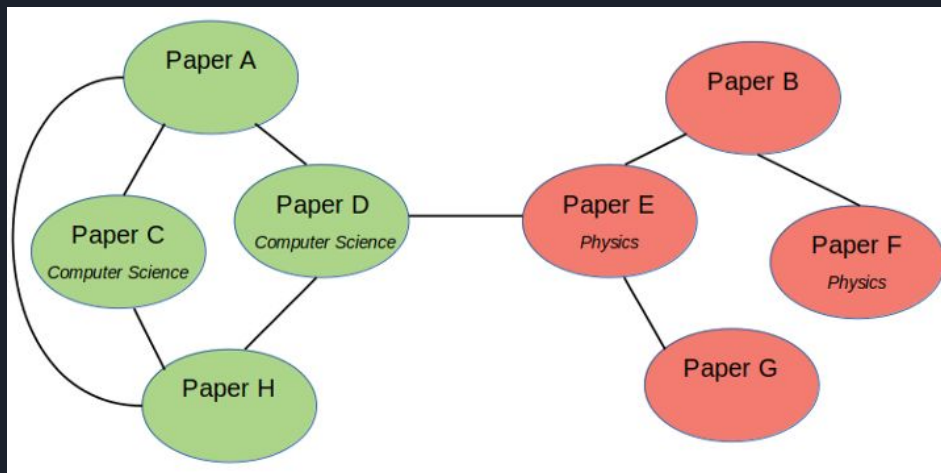 Paper A
Paper B
Paper D
Computer Science
Paper E
Physics
Paper C
Computer Science
Paper F
Physics
Paper H
Paper G